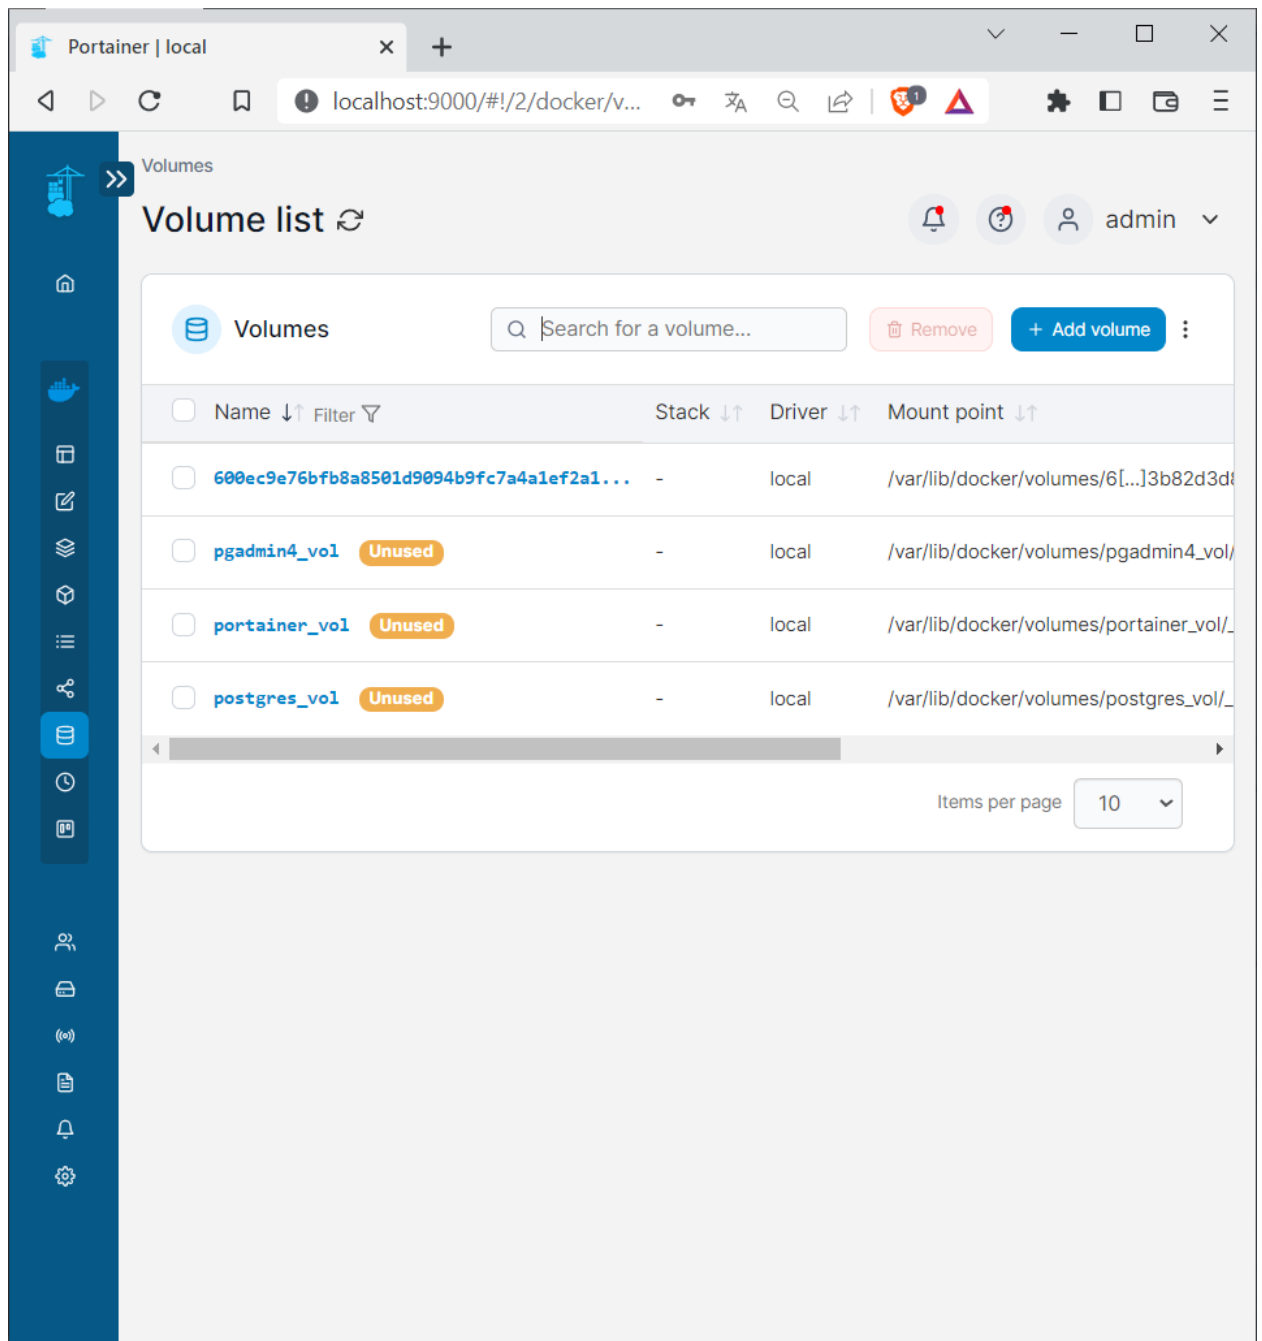 Portainer | local
localhost:9000/#!/2/docker/v...
1
Volumes
Volume list
admin
Volumes
Search for a volume...
Remove
+ Add volume
Name Filter Stack Driver Mount point
600ec9e76bfb8a8501d9094b9fc7a4a1ef2a1... - local /var/lib/docker/volumes/6[...]3b82d3d8
pgadmin4_vol Unused - local /var/lib/docker/volumes/pgadmin4_vol/
portainer_vol Unused - local /var/lib/docker/volumes/portainer_vol/_
postgres_vol Unused - local /var/lib/docker/volumes/postgres_vol/_
Items per page 10